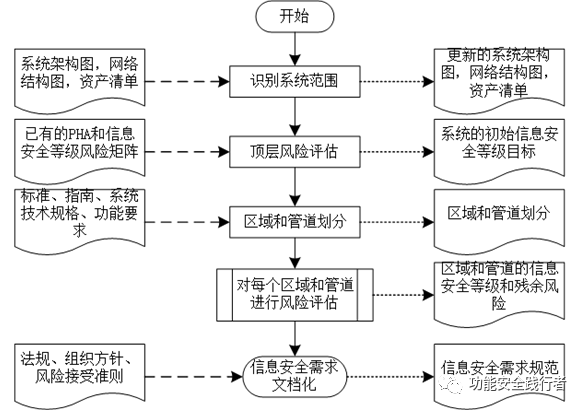 开始
系统架构图，网络
结构图，资产清单
识别系统范围
更新的系统架构
图，网络结构图，
资产清单
已有的PHA和信息
安全等级风险矩阵
顶层风险评估
系统的初始信息安
全等级目标
标准、指南、系统
技术规格、功能要
求
区域和管道划分
区域和管道划分
对每个区域和管道
进行风险评估
区域和管道的信息
安全等级和残余风
险
法规、组织方针、
风险接受准则
信息安全需求
文档化
信息安全需求规范
功能安全践行者